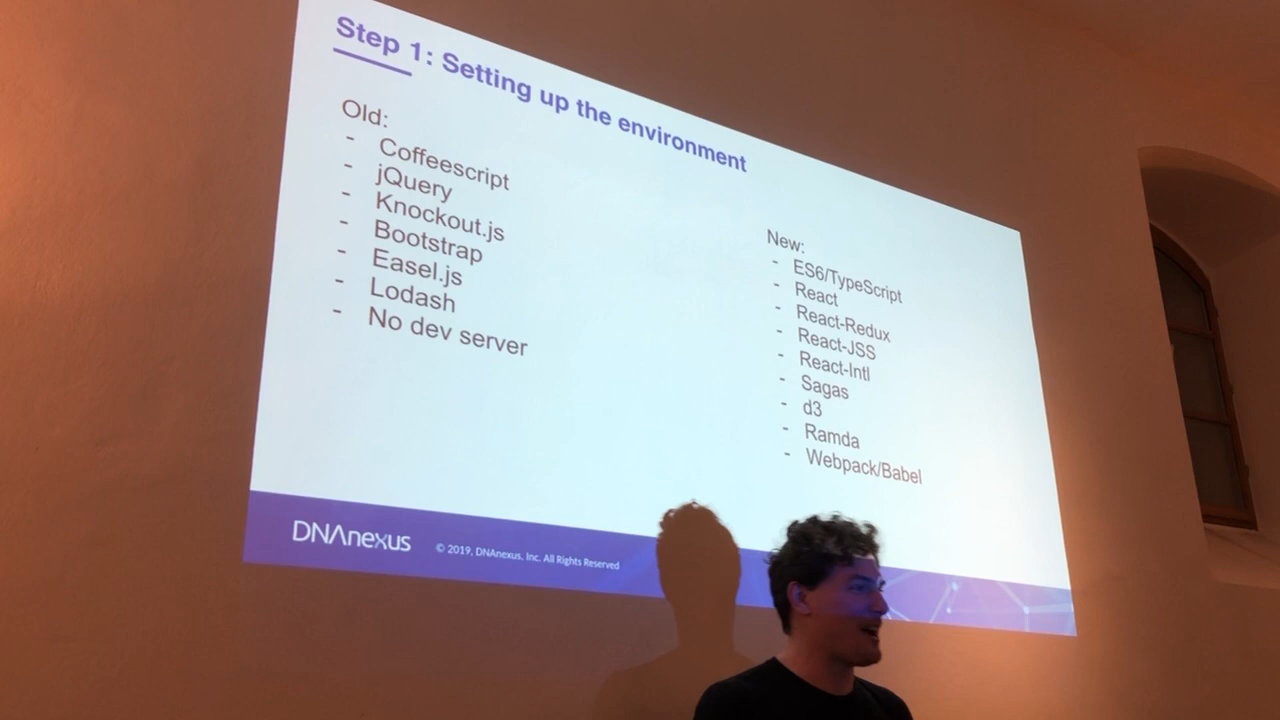 Step 1: Setting up the environment
Old:
- Coffeescript
- jQuery
- Knockout.js
- Bootstrap
- Easel.js
- Lodash
- No dev server
New:
- ES6/TypeScript
- React
- React-Redux
- React-JSS
- React-Intl
- Sagas
- d3
- Ramda
- Webpack/Babel
DNAnexus
© 2019, DNAnexus, Inc. All Rights Reserved